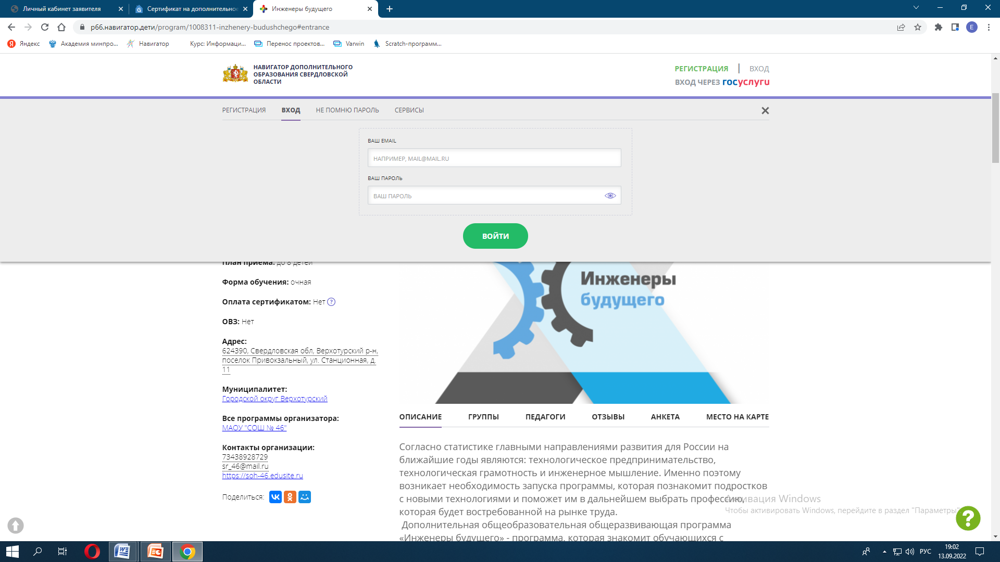 Личный кабинет заявителя
Сертификат на дополнительное
Инженеры будущего
р66.навигатор.дети/program/1008311-inzhenery-budushchego#entrance
E
Яндекс
Академия минпро...
Навигатор
Курс: Информаци...
Перенос проектов...
Varwin
Scratch-программ...
НАВИГАТОР ДОПОЛНИТЕЛЬНОГО
ОБРАЗОВАНИЯ СВЕРДЛОВСКОЙ
ОБЛАСТИ
РЕГИСТРАЦИЯ | ВХОД
ВХОД ЧЕРЕЗ госуслуги
РЕГИСТРАЦИЯ
ВХОД
НЕ ПОМНЮ ПАРОЛЬ
СЕРВИСЫ
ВАШ EMAIL
НАПРИМЕР, MAIL@MAIL.RU
ВАШ ПАРОЛЬ
ВАШ ПАРОЛЬ
ВОЙТИ
План приема: до 8 детей
Форма обучения: очная
Оплата сертификатом: Нет ?
ОВЗ: Нет
Адрес:
624390, Свердловская обл, Верхотурский р-н,
поселок Привокзальный, ул. Станционная, д.
11
Муниципалитет:
Городской округ Верхотурский
Все программы организатора:
МАОУ "СОШ № 46"
Контакты организации:
73438928729
sr_46@mail.ru
https://soh-46.edusite.ru
Поделиться:
Инженеры
будущего
ОПИСАНИЕ
ГРУППЫ
ПЕДАГОГИ
ОТЗЫВЫ
АНКЕТА
МЕСТО НА КАРТЕ
Согласно статистике главными направлениями развития для России на
ближайшие годы являются: технологическое предпринимательство,
технологическая грамотность и инженерное мышление. Именно поэтому
возникает необходимость запуска программы, которая познакомит подростков
с новыми технологиями и поможет им в дальнейшем выбрать профессию,
которая будет востребованной на рынке труда.
Дополнительная общеобразовательная общеразвивающая программа
«Инженеры будущего» - программа, которая знакомит обучающихся с
Активация Windows
Чтобы активировать Windows, перейдите в раздел "Параметры"
?
РУС
19:02
13.09.2022